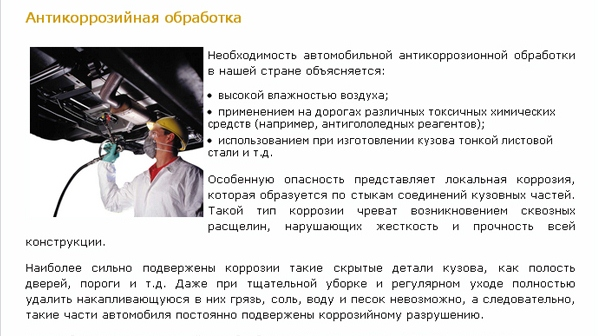 Антикоррозийная обработка
Необходимость автомобильной антикоррозионной обработки
в нашей стране объясняется:
• высокой влажностью воздуха;
• применением на дорогах различных токсичных химических
средств (например, антигололедных реагентов);
• использованием при изготовлении кузова тонкой листовой
стали и т.д.
Особенную опасность представляет локальная коррозия,
которая образуется по стыкам соединений кузовных частей.
Такой тип коррозии чреват возникновением сквозных
расщелин, нарушающих жесткость и прочность всей
конструкции.
Наиболее сильно подвержены коррозии такие скрытые детали кузова, как полость
дверей, пороги и т.д. Даже при тщательной уборке и регулярном уходе полностью
удалить накапливающуюся в них грязь, соль, воду и песок невозможно, а следовательно,
такие части автомобиля постоянно подвержены коррозийному разрушению.